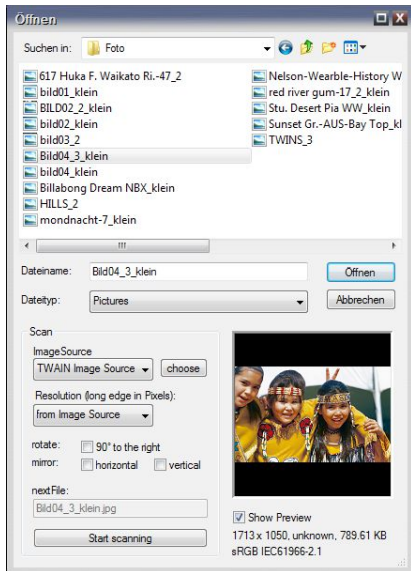 Öffnen
Suchen in: Foto
617 Huka F. Waikato Ri.-47_2
bild01_klein
BILD02_2_klein
bild02_klein
bild03_2
Bild04_3_klein
bild04_klein
Billabong Dream NBX_klein
HILLS_2
mondnacht-7_klein
Nelson-Wearble-History W
red river gum-17_2_klein
Stu. Desert Pia WW_klein
Sunset Gr.-AUS-Bay Top_kl
TWINS_3
Dateiname: Bild04_3_klein Öffnen
Dateityp: Pictures Abbrechen
Scan
ImageSource
TWAIN Image Source choose
Resolution (long edge in Pixels):
from Image Source
rotate: 90° to the right
mirror: horizontal vertical
nextFile:
Bild04_3_klein.jpg
Start scanning
Show Preview
1713 x 1050, unknown, 789.61 KB
sRGB IEC61966-2.1